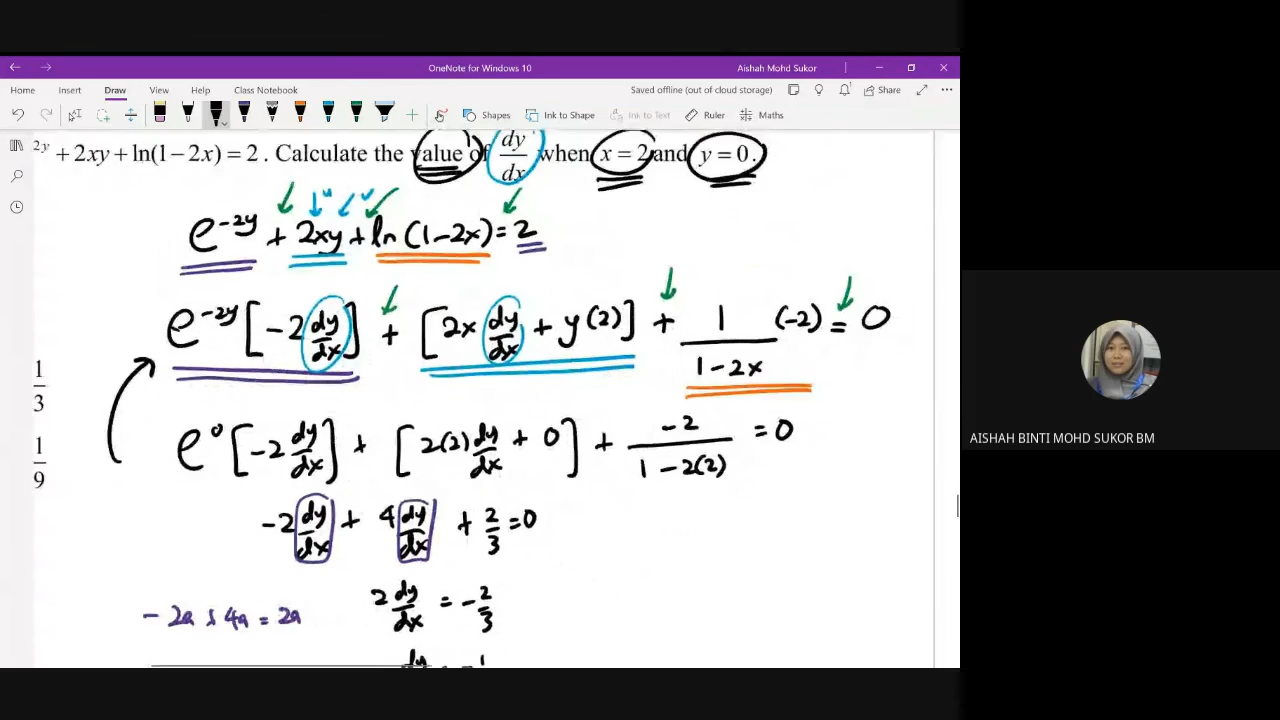 OneNote for Windows 10
Aishah Mohd Sukor
Home Insert Draw View Help Class Notebook
Saved offline (out of cloud storage)
Share
Shapes Ink to Shape Ink to Text Ruler Maths
2y + 2xy + ln(1 − 2x) = 2 . Calculate the value of dy/dx when x = 2 and y = 0 .
e^-2y + 2xy + ln (1-2x) = 2
e^-2y [-2 dy/dx] + [2x dy/dx + y(2)] + 1/(1-2x) (-2) = 0
1/3
e^0 [-2 dy/dx] + [2(2) dy/dx + 0] + -2/(1-2(2)) = 0
1/9
-2 dy/dx + 4 dy/dx + 2/3 = 0
2 dy/dx = -2/3
-2a + 4a = 2a
AISHAH BINTI MOHD SUKOR BM